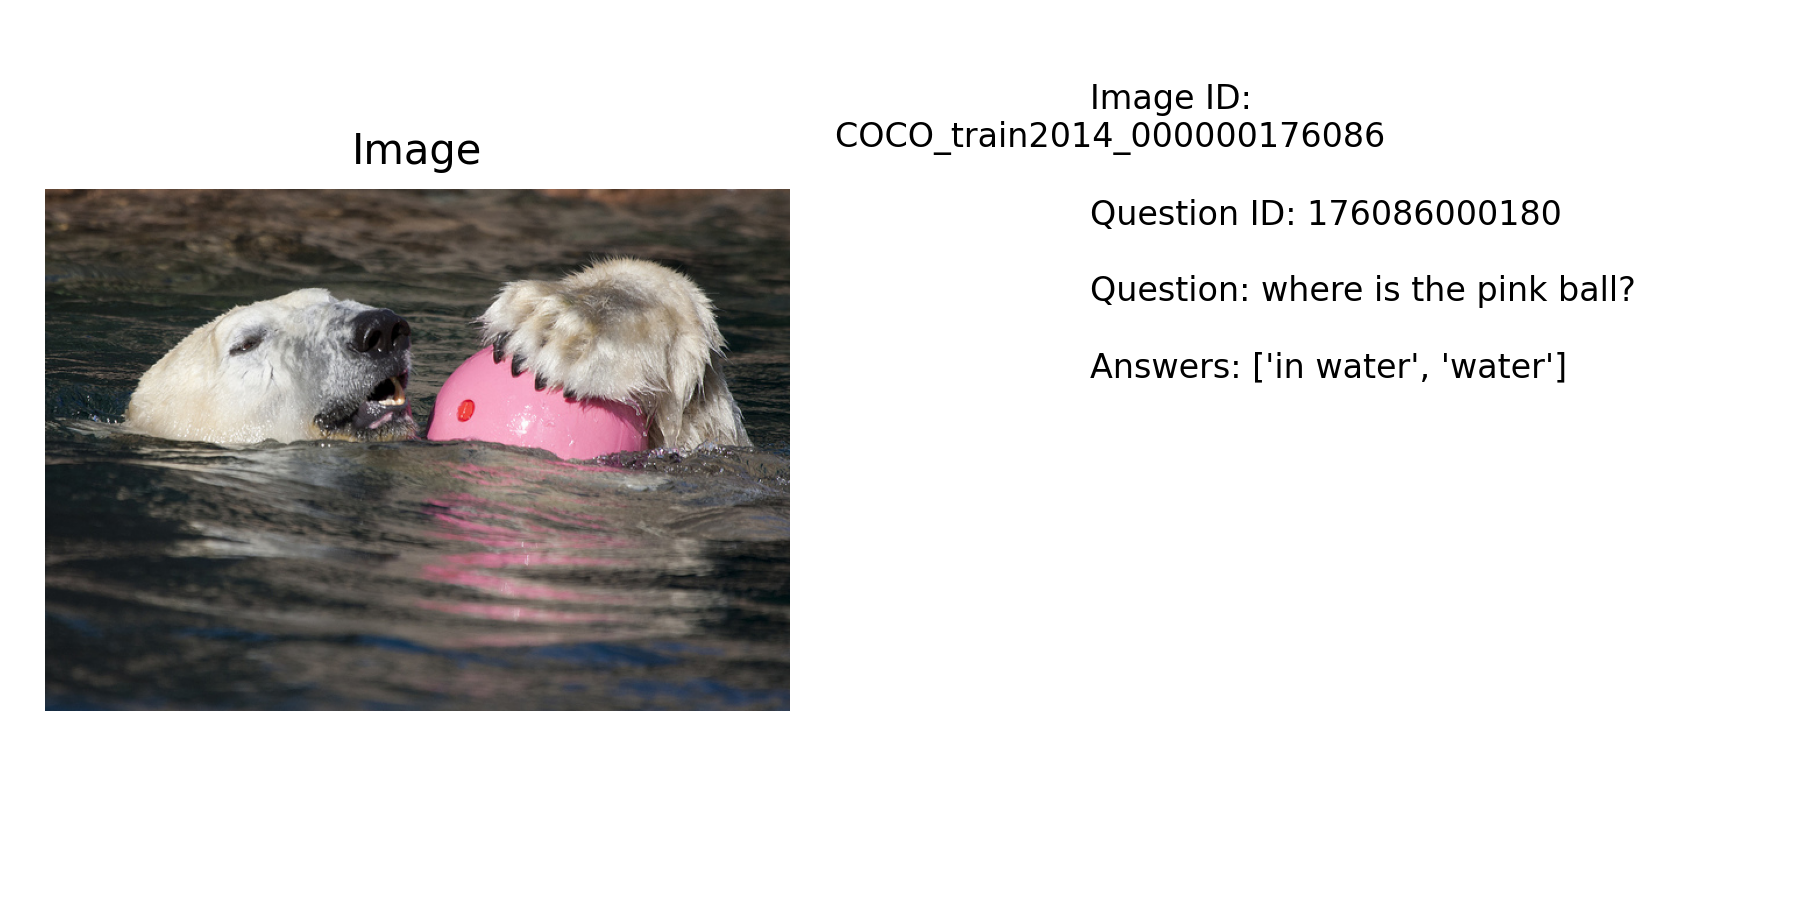 Image
Image ID:
COCO_train2014_000000176086
Question ID: 176086000180
Question: where is the pink ball?
Answers: ['in water', 'water']